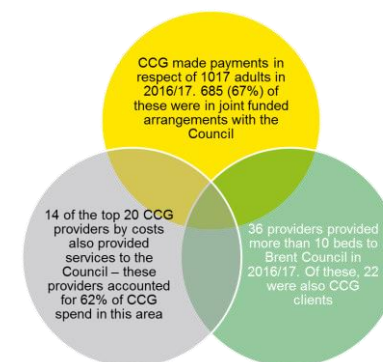 CCG made payments in
respect of 1017 adults in
2016/17. 685 (67%) of
these were in joint funded
arrangements with the
Council
14 of the top 20 CCG
providers by costs
also provided
services to the
Council – these
providers accounted
for 62% of CCG
spend in this area
36 providers provided
more than 10 beds to
Brent Council in
2016/17. Of these, 22
were also CCG
clients